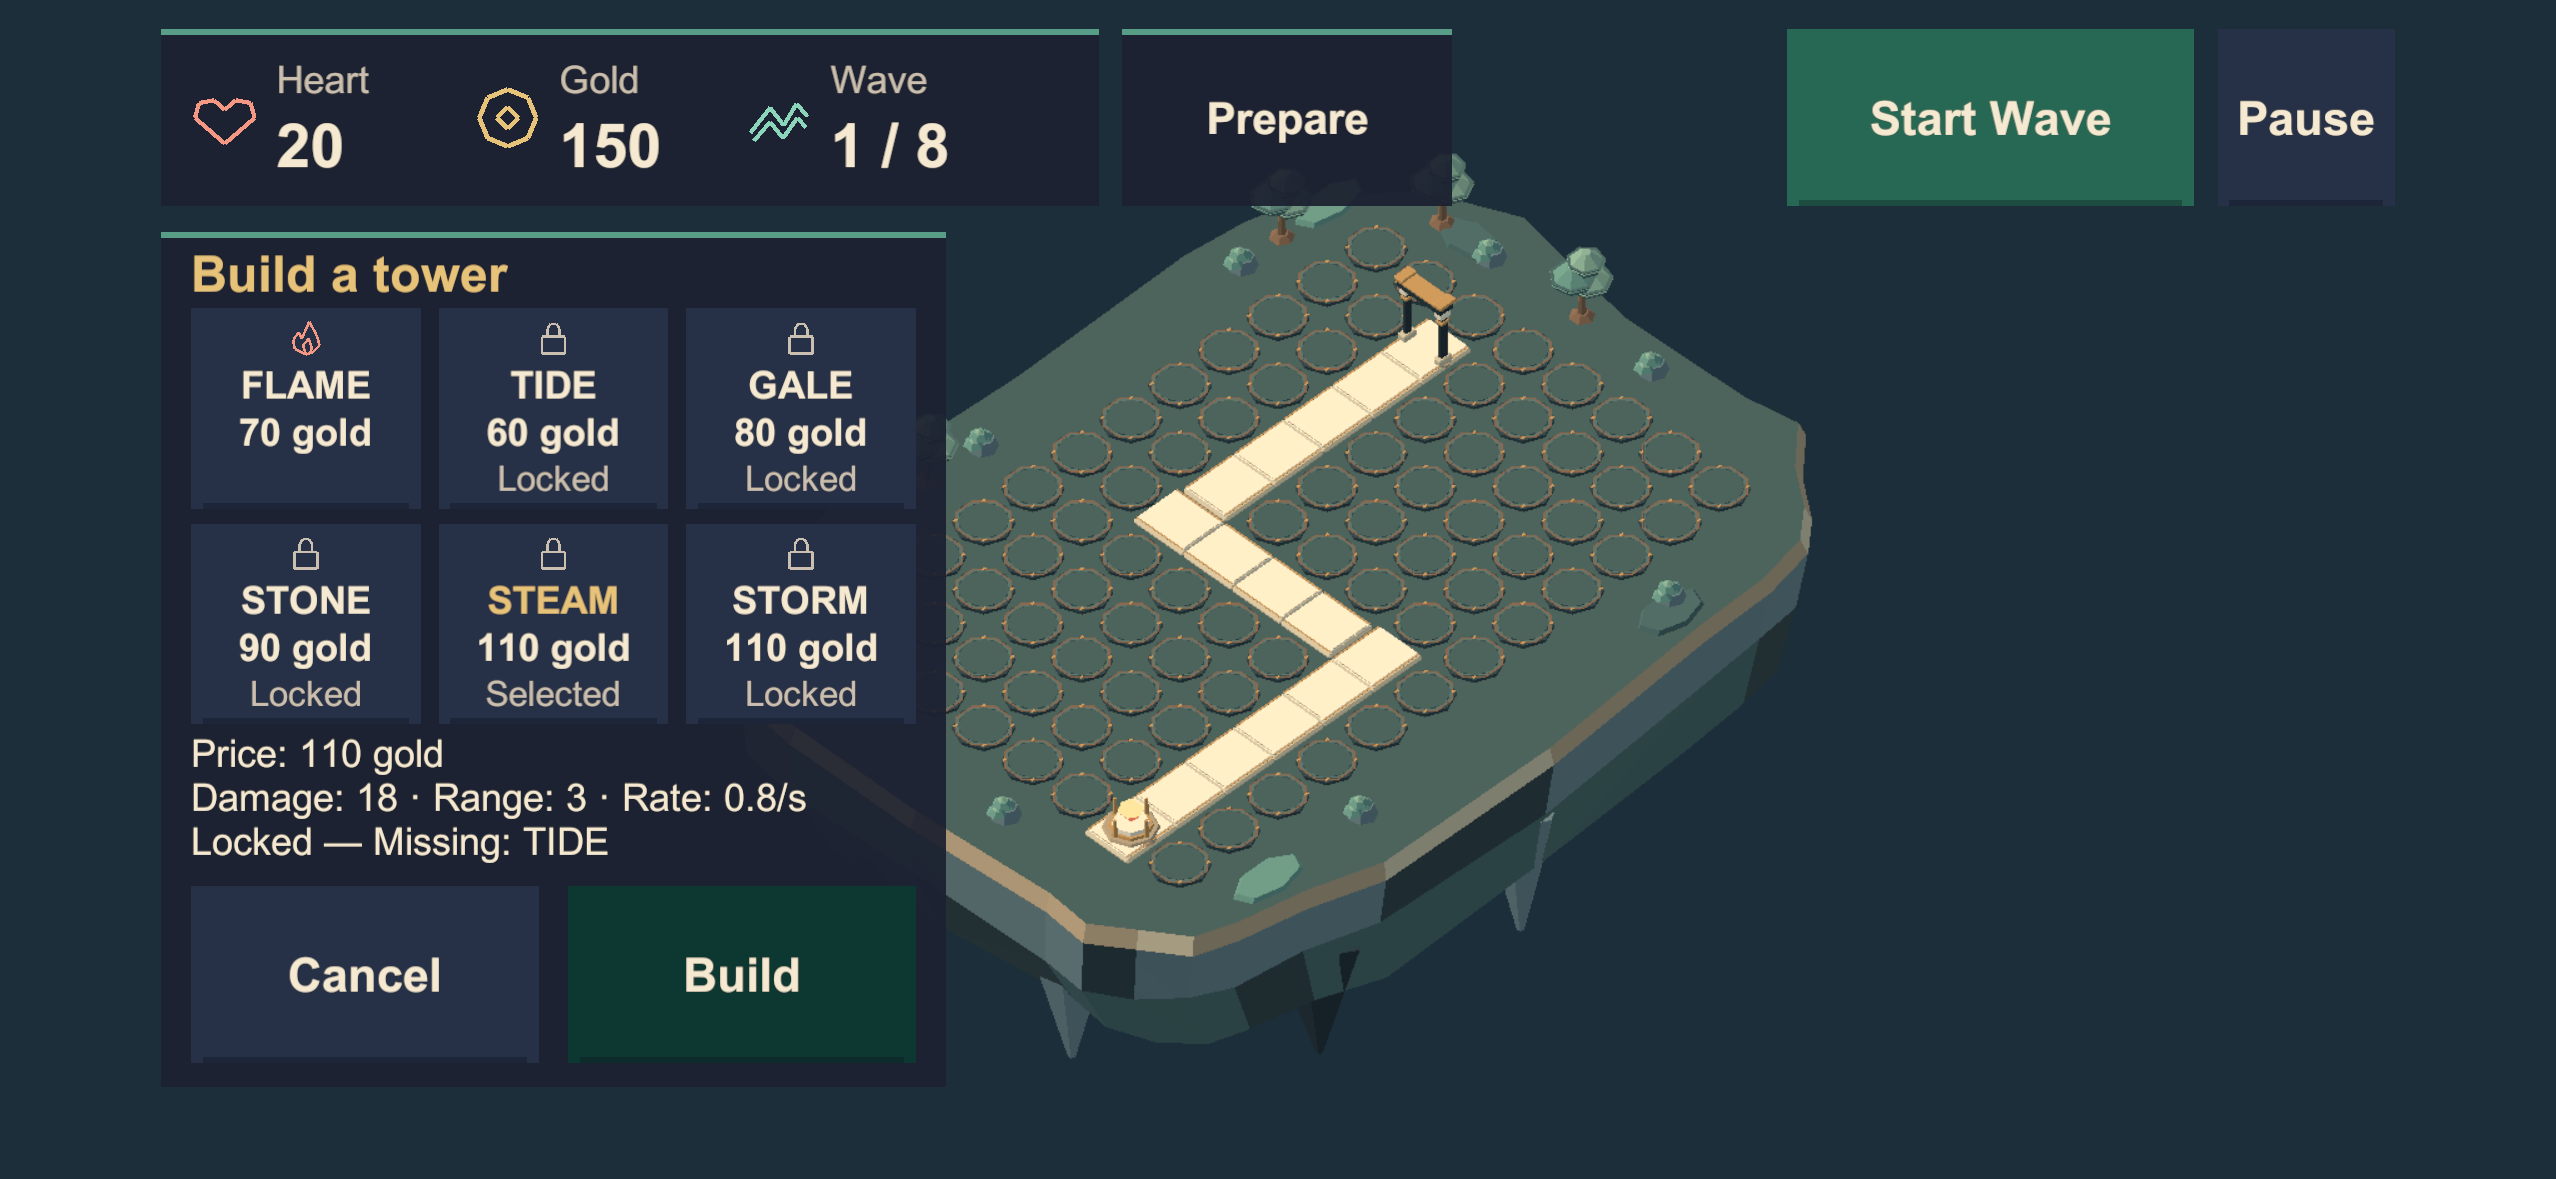 Heart
20
Gold
150
Wave
1 / 8
Prepare
Start Wave
Pause
Build a tower
FLAME
70 gold
TIDE
60 gold
Locked
GALE
80 gold
Locked
STONE
90 gold
Locked
STEAM
110 gold
Selected
STORM
110 gold
Locked
Price: 110 gold
Damage: 18 · Range: 3 · Rate: 0.8/s
Locked — Missing: TIDE
Cancel
Build